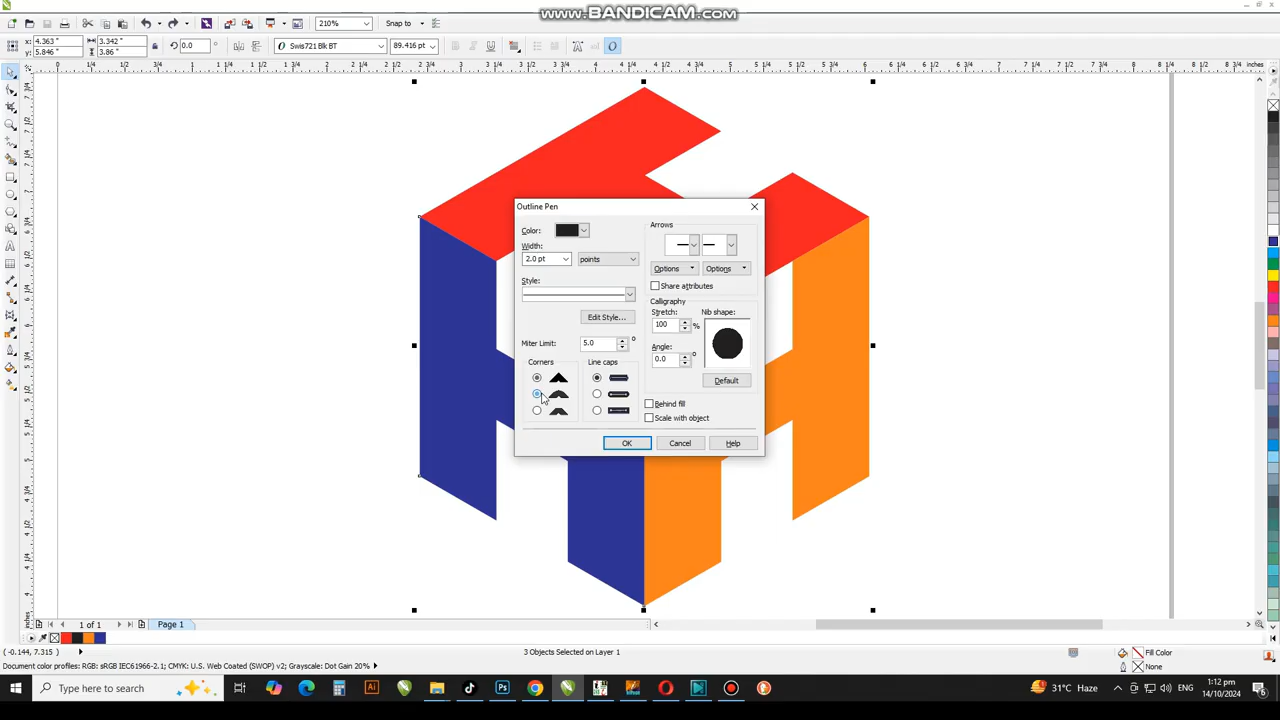 www.BANDICAM.com
210%
Snap to
x: 4.363 "
y: 5.846 "
3.342 "
3.86 "
0.0
Swis721 Blk BT
89.416 pt
inches
Outline Pen
Color:
Width:
2.0 pt
points
Style:
Edit Style...
Miter Limit:
5.0
Corners
Line caps
Arrows
Options
Options
Share attributes
Calligraphy
Stretch:
Nib shape:
100
%
Angle:
0.0
Default
Behind fill
Scale with object
OK
Cancel
Help
1 of 1
Page 1
(-0.144, 7.315 )
3 Objects Selected on Layer 1
Fill Color
Document color profiles: RGB: sRGB IEC61966-2.1; CMYK: U.S. Web Coated (SWOP) v2; Grayscale: Dot Gain 20%
None
Type here to search
31°C Haze
ENG
1:12 pm
14/10/2024